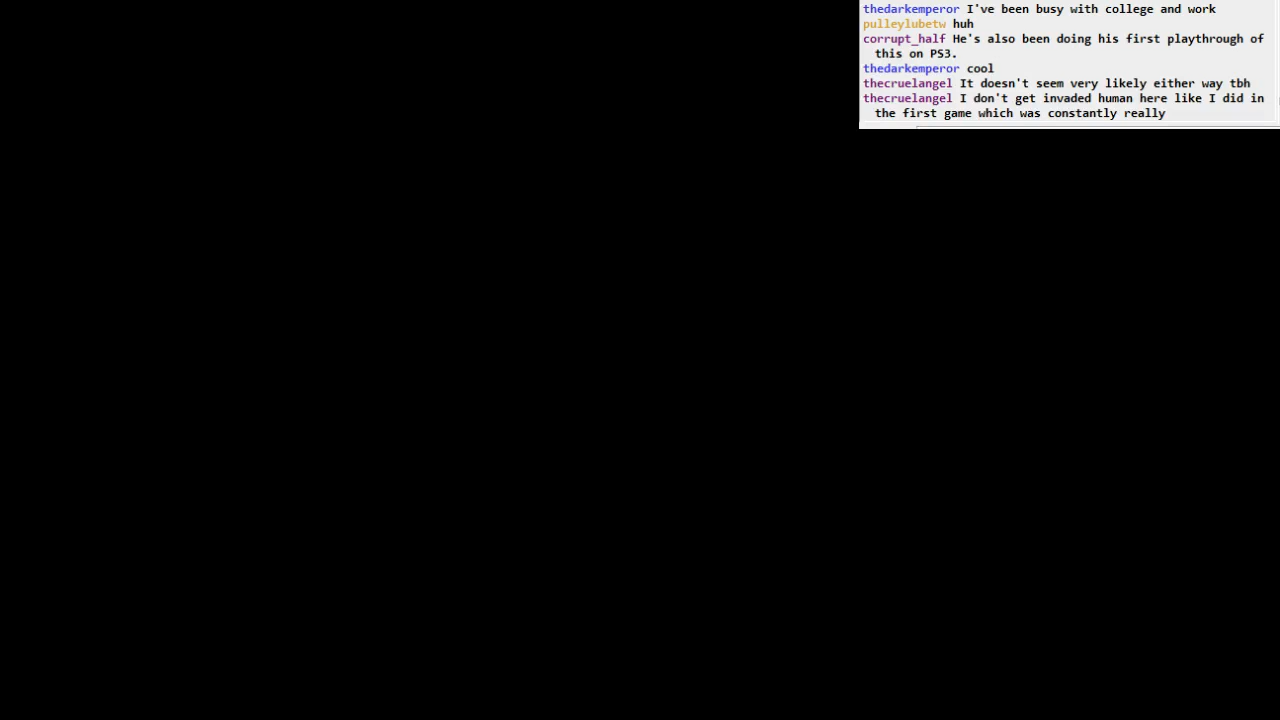 thedarkemperor I've been busy with college and work
pulleylubetw huh
corrupt_half He's also been doing his first playthrough of
this on PS3.
thedarkemperor cool
thecruelangel It doesn't seem very likely either way tbh
thecruelangel I don't get invaded human here like I did in
the first game which was constantly really